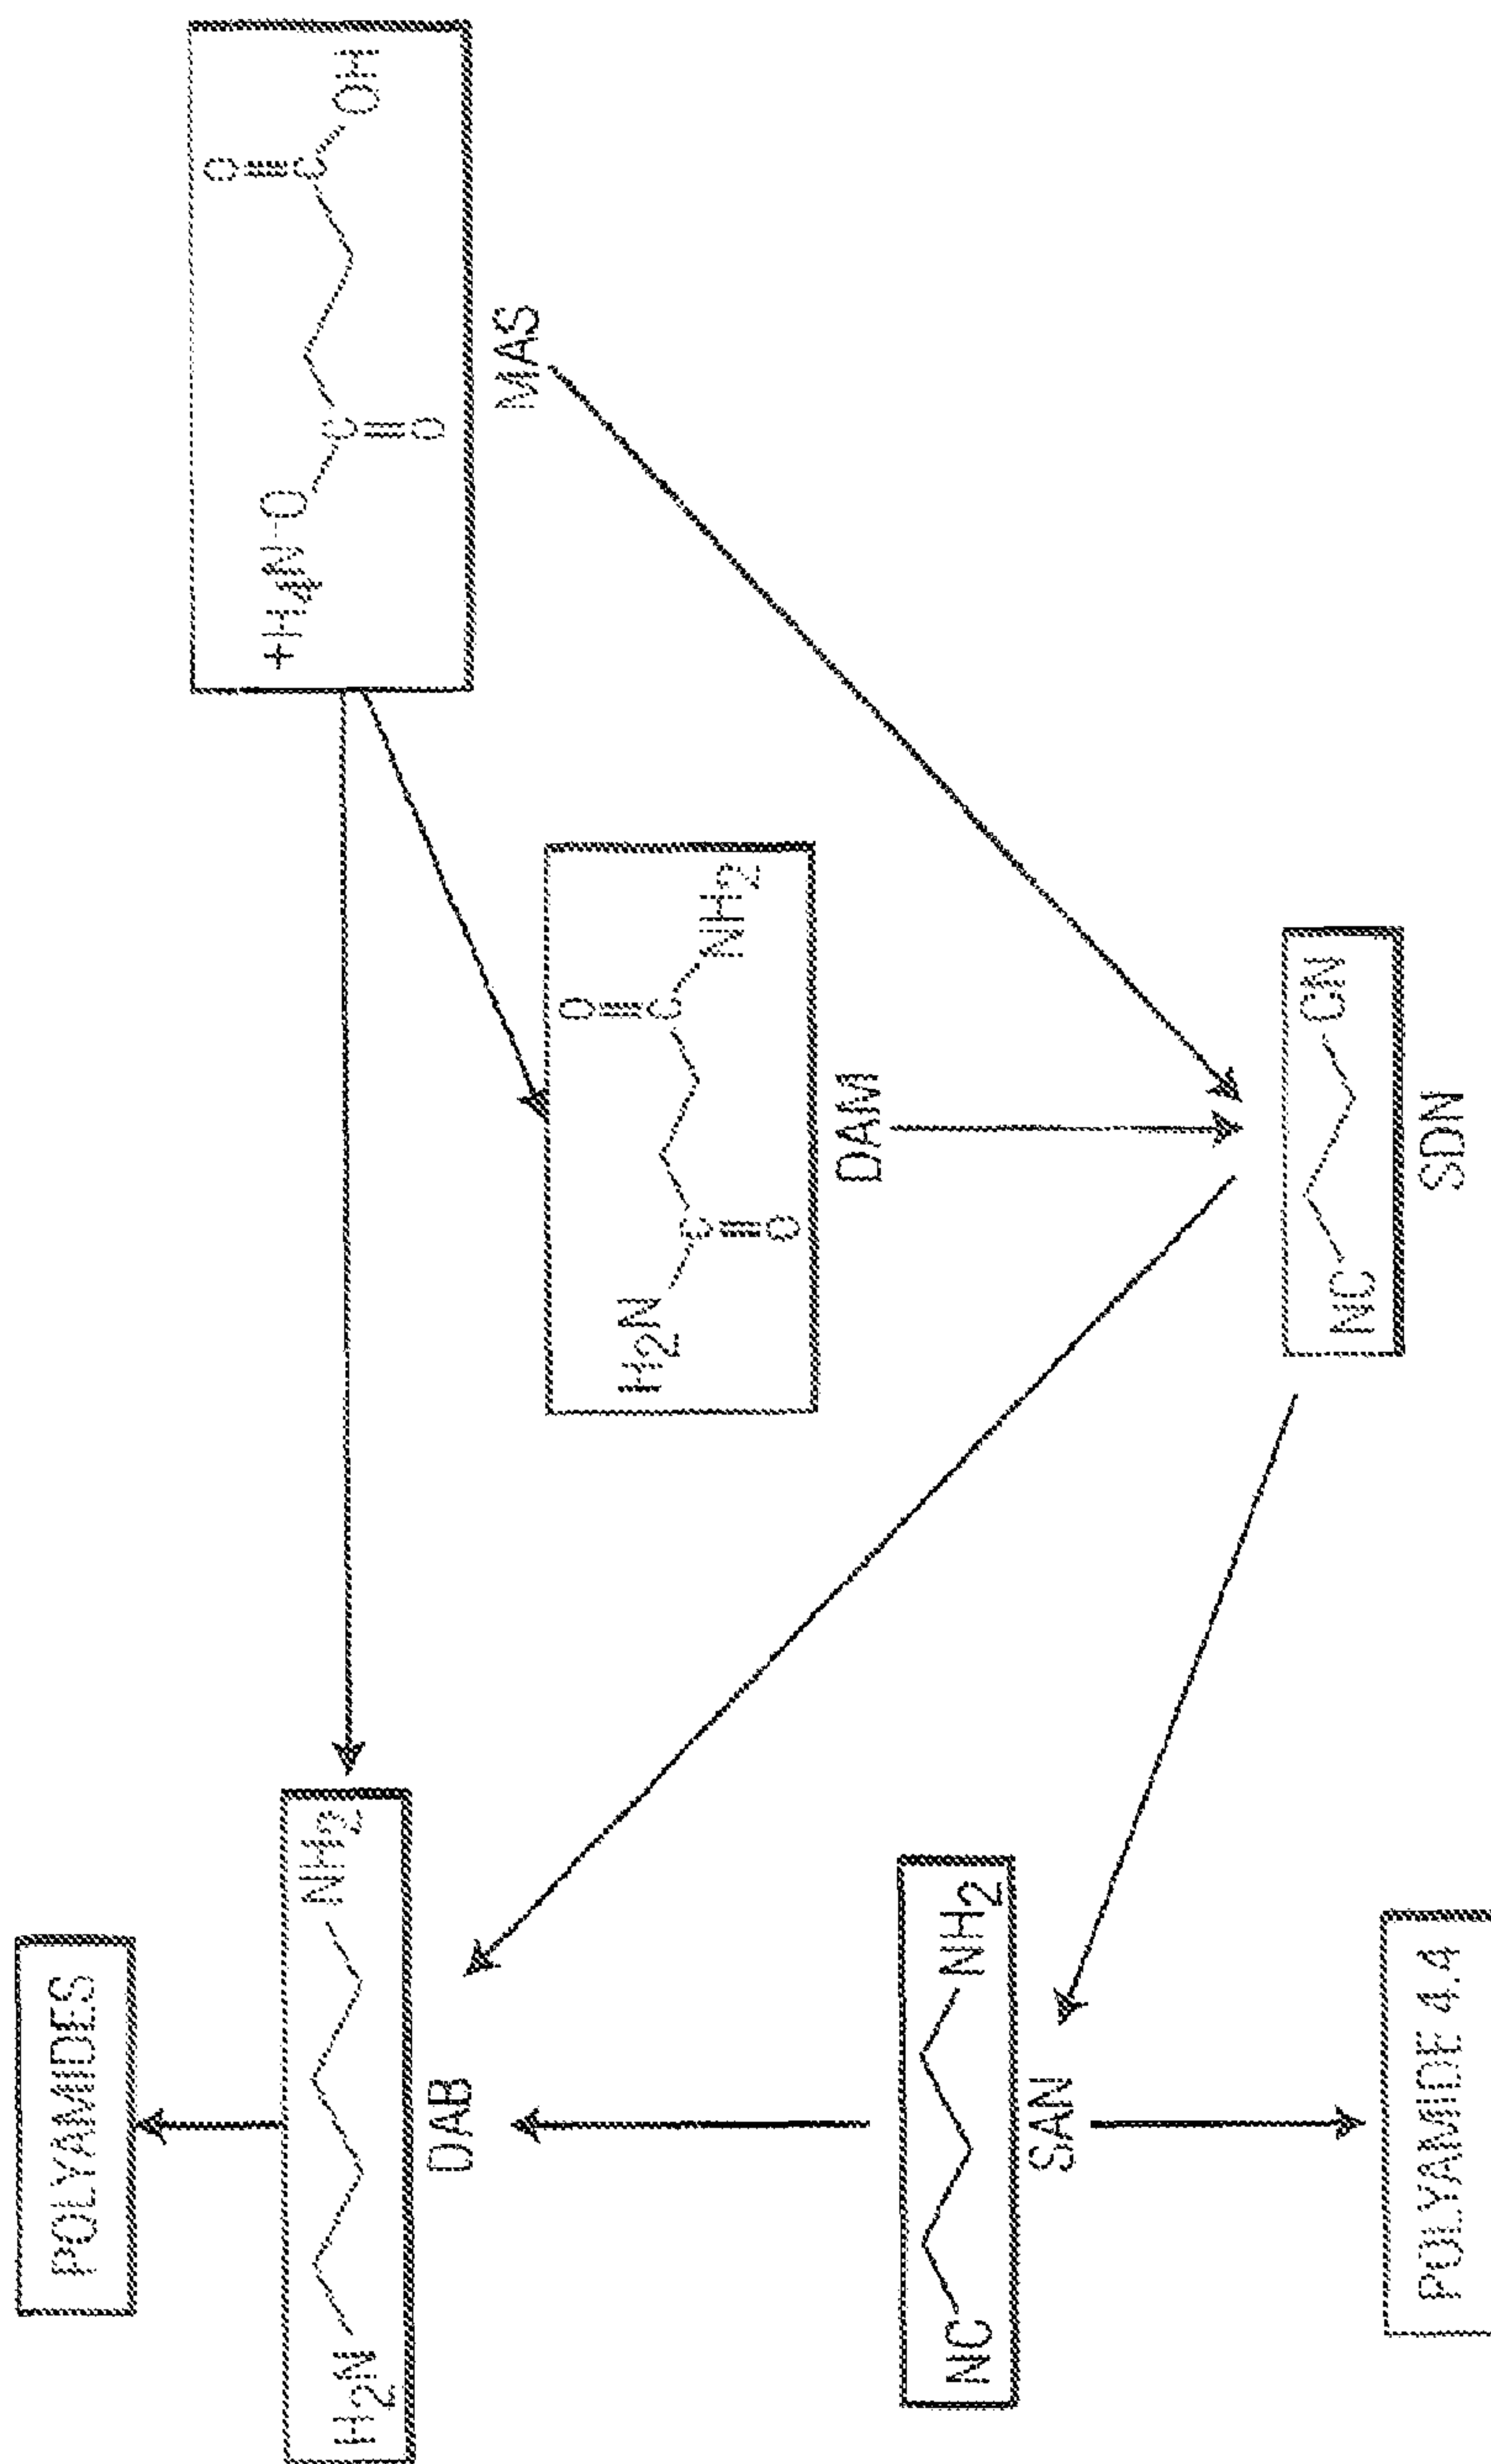 POLYAMIDES
H₂N NH₂
DAB
O
+H₄N-O C
C OH
O
MAS
O
H₂N C
C NH₂
O
DAM
NC NH₂
SAN
NC CN
SDN
POLYAMIDE 4.4